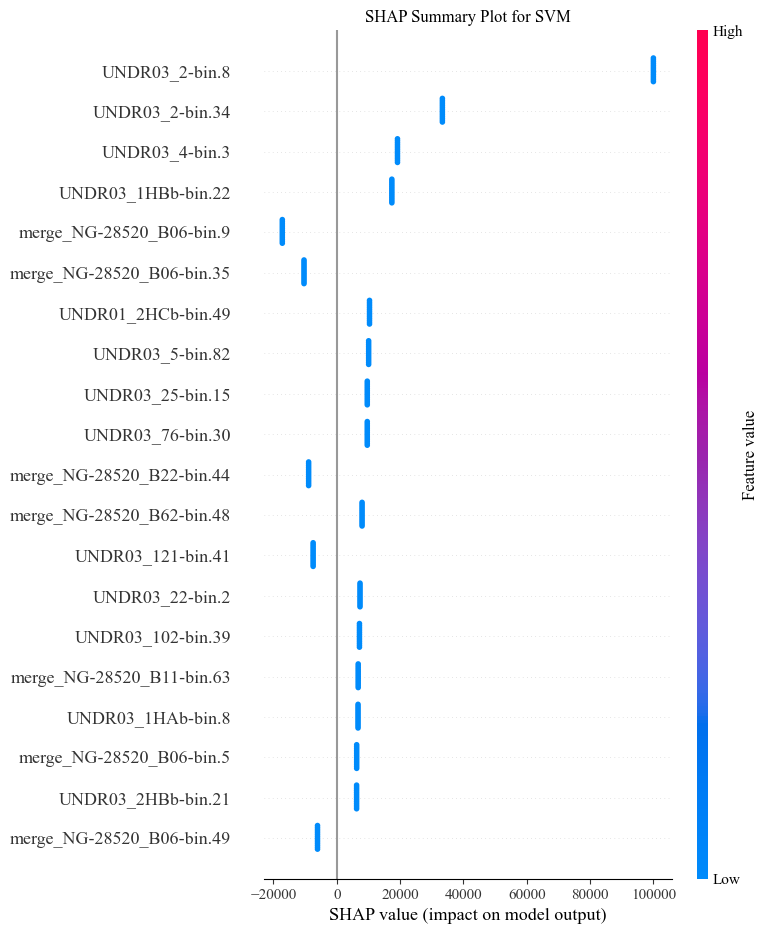 SHAP Summary Plot for SVM
High
UNDR03_2-bin.8
UNDR03_2-bin.34
UNDR03_4-bin.3
UNDR03_1HBb-bin.22
merge_NG-28520_B06-bin.9
merge_NG-28520_B06-bin.35
UNDR01_2HCb-bin.49
UNDR03_5-bin.82
UNDR03_25-bin.15
UNDR03_76-bin.30
merge_NG-28520_B22-bin.44
merge_NG-28520_B62-bin.48
UNDR03_121-bin.41
UNDR03_22-bin.2
UNDR03_102-bin.39
merge_NG-28520_B11-bin.63
UNDR03_1HAb-bin.8
merge_NG-28520_B06-bin.5
UNDR03_2HBb-bin.21
merge_NG-28520_B06-bin.49
Feature value
Low
−20000 0 20000 40000 60000 80000 100000
SHAP value (impact on model output)